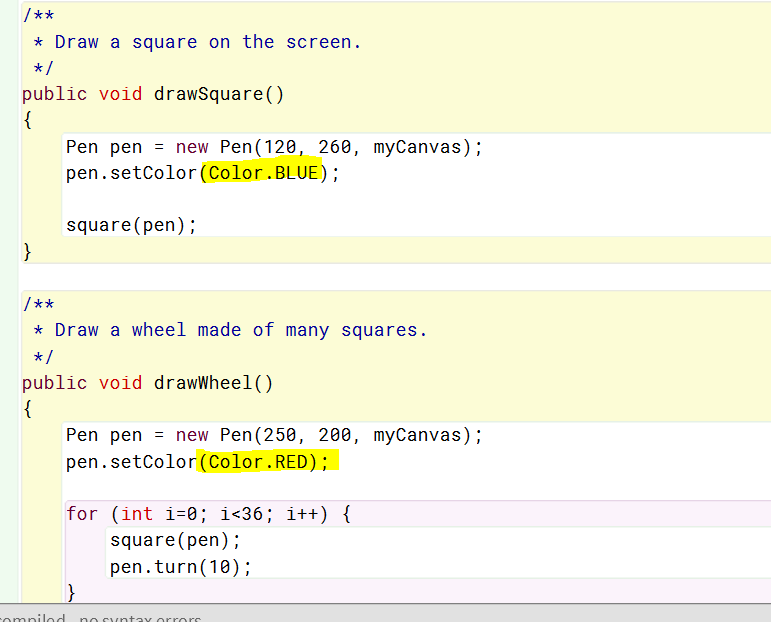 /**
 * Draw a square on the screen.
 */
public void drawSquare()
{
    Pen pen = new Pen(120, 260, myCanvas);
    pen.setColor(Color.BLUE);
    square(pen);
}
/**
 * Draw a wheel made of many squares.
 */
public void drawWheel()
{
    Pen pen = new Pen(250, 200, myCanvas);
    pen.setColor(Color.RED);
    for (int i=0; i<36; i++) {
        square(pen);
        pen.turn(10);
    }
compiled - no syntax errors